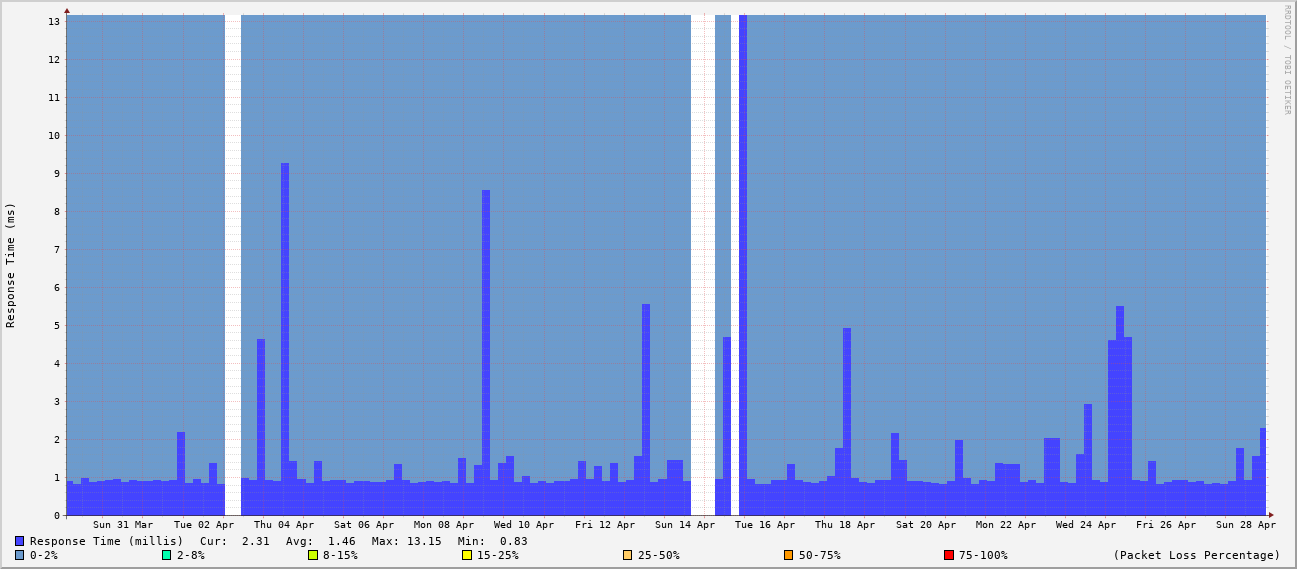 RRDTOOL / TOBI OETIKER
Response Time (ms)
13
12
11
10
9
8
7
6
5
4
3
2
1
0
Sun 31 Mar Tue 02 Apr Thu 04 Apr Sat 06 Apr Mon 08 Apr Wed 10 Apr Fri 12 Apr Sun 14 Apr Tue 16 Apr Thu 18 Apr Sat 20 Apr Mon 22 Apr Wed 24 Apr Fri 26 Apr Sun 28 Apr
Response Time (millis) Cur: 2.31 Avg: 1.46 Max: 13.15 Min: 0.83
0-2% 2-8% 8-15% 15-25% 25-50% 50-75% 75-100% (Packet Loss Percentage)